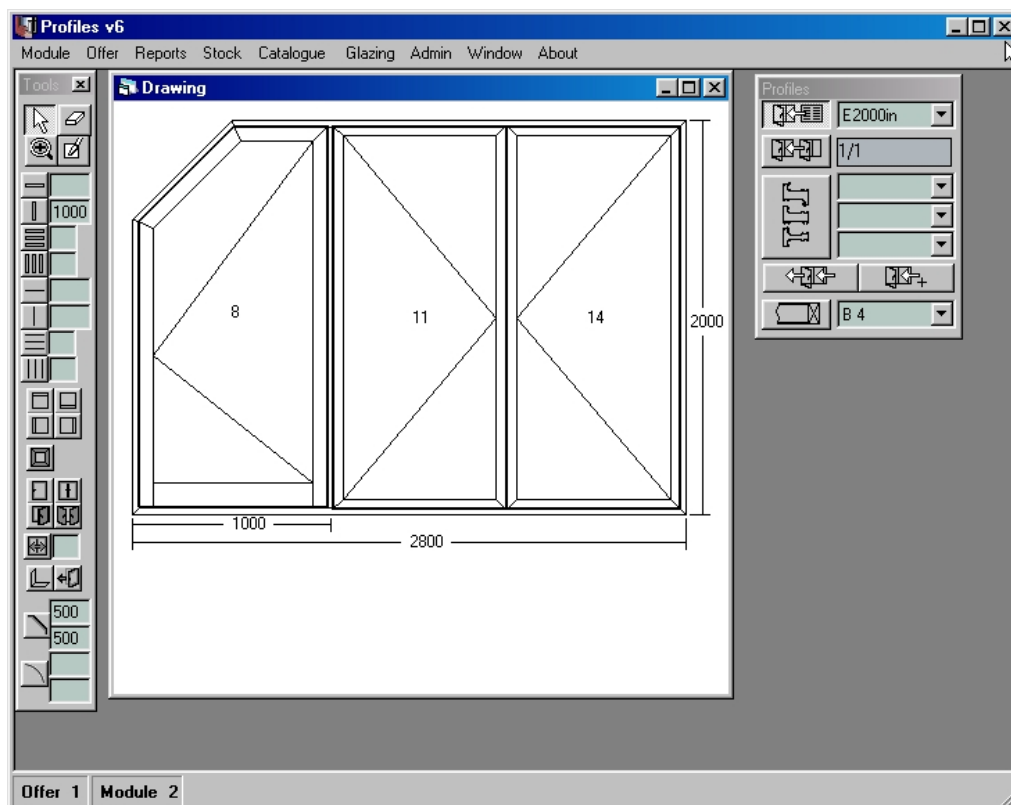 Profiles v6
Module Offer Reports Stock Catalogue Glazing Admin Window About
Tools
Drawing
Profiles
E2000in
1/1
1000
8
11
14
2000
B 4
1000
2800
500
500
Offer 1 Module 2